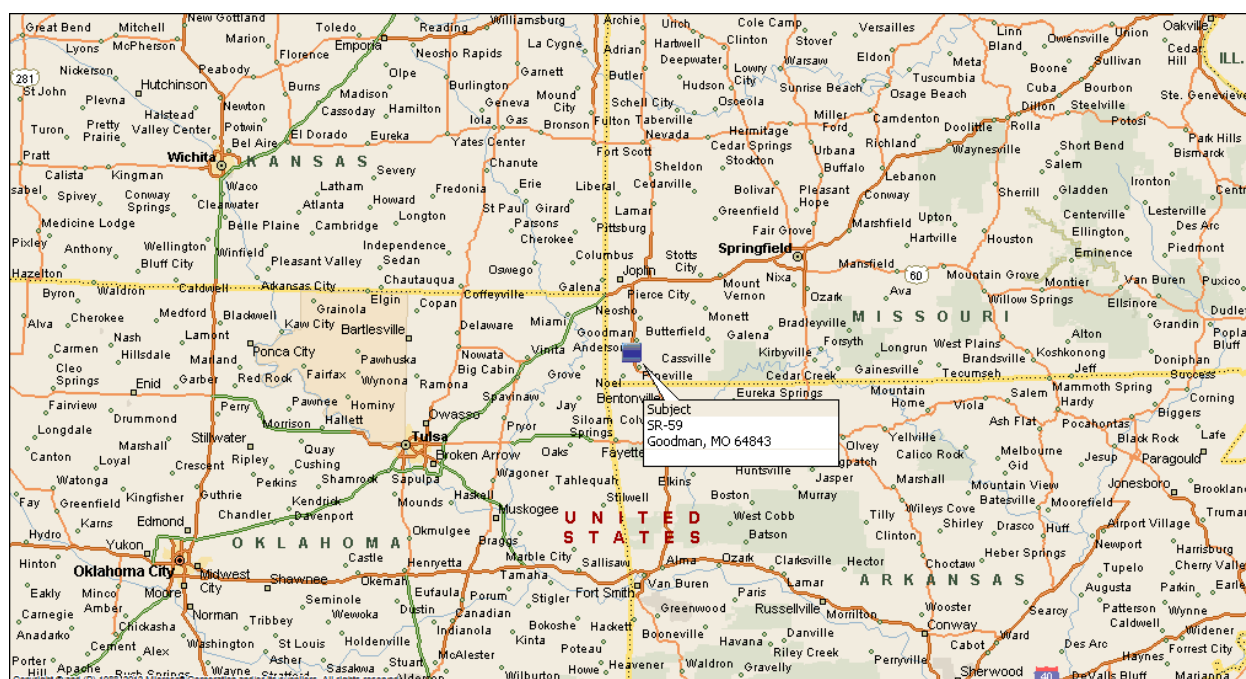 Great Bend Mitchell New Gottland Toledo Reading Williamsburg Archie Urich Cole Camp Versailles Linn Owensville Union Oakville
Lyons McPherson Marion Florence Emporia Neosho Rapids La Cygne Adrian Hartwell Clinton Stover Eldon Meta Bland Sullivan Cedar Hill ILL.
281 Nickerson Peabody Olpe Garnett Butler Deepwater Lowry City Warsaw Tuscumbia Boone
St John Hutchinson Burns Madison Burlington Mound City Hudson Sunrise Beach Osage Beach Cuba Bourbon Ste. Genevieve
Plevna Halstead Newton Cassoday Hamilton Geneva Schell City Osceola Miller Camdenton Dillon Steelville
Turon Pretty Prairie Valley Center Potwin El Dorado Eureka Iola Gas Bronson Fulton Taberville Hermitage Ford Doolittle Rolla Potosi Park Hills
Bel Air Yates Center Nevada Cedar Springs Urbana Richland Waynesville Short Bend Bismarck
Pratt Wichita KANSAS Severy Chanute Fort Scott Sheldon Stockton Buffalo Lebanon Salem
Calista Kingman Waco Latham Fredonia Erie Liberal Cedarville Bolivar Pleasant Hope Conway Sherrill Gladden Ironton Centr
sabel Spivey Conway Springs Clearwater Atlanta Howard Longton St Paul Girard Lamar Greenfield Marshfield Upton Centerville Lesterville
Medicine Lodge Belle Plaine Cambridge Parsons Pittsburg Fair Grove Hartville Houston Ellington Des Arc
Pixley Anthony Wellington Winfield Independence Cherokee Springfield Eminence Piedmont
Bluff City Pleasant Valley Sedan Oswego Columbus Joplin Stotts City Nixa Mansfield 60 Mountain Grove Van Buren Puxico
Hazelton Waldron Caldwell Arkansas City Chautauqua Coffeyville Galena Pierce City Mount Vernon Ozark Ava Willow Springs Montier Ellsinore
Byron Medford Blackwell Elgin Copan Neosho Monett Bradleyville MISSOURI Grandin Dudley
Alva Cherokee Nash Lamont Kaw City Grainola Bartlesville Delaware Miami Goodman Butterfield Galena Forsyth West Plains Alton Poplar Bluff
Carmen Hillsdale Marland Ponca City Pawhuska Nowata Vinita Anderson Cassville Kirbyville Longrun Brandsville Koshkonong Doniphan
Cleo Springs Enid Garber Red Rock Fairfax Wynona Ramona Big Cabin Grove Pineville Cedar Creek Gainesville Tecumseh Jeff Success
Fairview Drummond Perry Pawnee Hominy Spavinaw Noel Bentonville Eureka Springs Mountain Home Viola Salem Hardy Mammoth Spring Corning
Longdale Morrison Hallett Owasso Jay Siloam Springs Ash Flat Pocahontas Biggers
Subject
SR-59
Goodman, MO 64843
Marshall Stillwater Quay Tulsa Pryor Oaks Olvey Yellville Melbourne Black Rock Lafe
Canton Loyal Crescent Ripley Cushing Broken Arrow Calico Rock Gid Jesup Paragould
Watonga Perkins Shamrock Sapulpa Wagoner Tahlequah Elkins Huntsville Jasper Marshall Mountain View Jonesboro
Fay Greenfield Kingfisher Guthrie Kendrick Mounds Haskell Stilwell Boston Murray Batesville Moorefield
Karns Edmond Chandler Davenport Muskogee UNITED STATES West Cobb Tilly Wileys Cove Shirley Drasco Huff Airport Village Truman
Hydro Yukon OKLAHOMA Okmulgee Braggs Batson Clinton Newport Harrisburg
Hinton Oklahoma City Midwest City Shawnee Castle Henryetta Marble City Sallisaw Alma Ozark Clarksville Hector Heber Springs Choctaw Tupelo Cherry Valley
Eakly Minco Moore Okemah Eufaula Tamaha Porum Stigler Fort Smith Van Buren Paris Lamar ARKANSAS Augusta Parkin Earle
Carnegie Amber Norman Seminole Wewoka Dustin Canadian Greenwood Russellville Morrilton Wooster Searcy Patterson Wynne
Anadarko Chickasha Tribbey Holdenville Indianola Bokoshe Hackett Booneville Danville Conway Ward Caldwell Widener
Cement Alex Washington St Louis Kinta Poteau Havana Riley Creek Cabot Des Arc Haynes Forrest City
Porter Hill Apache Rush Springs Wayne Asher Stratford Sasakwa Stuart McAlester Wilburton Howe Heavener Waldron Gravelly Perryville Sherwood 40 DeValls Bluff Marianna